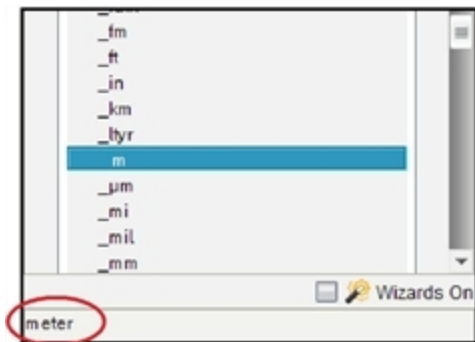 _fm
_ft
_in
_km
_ltyr
_m
_μm
_mi
_mil
_mm
Wizards On
meter